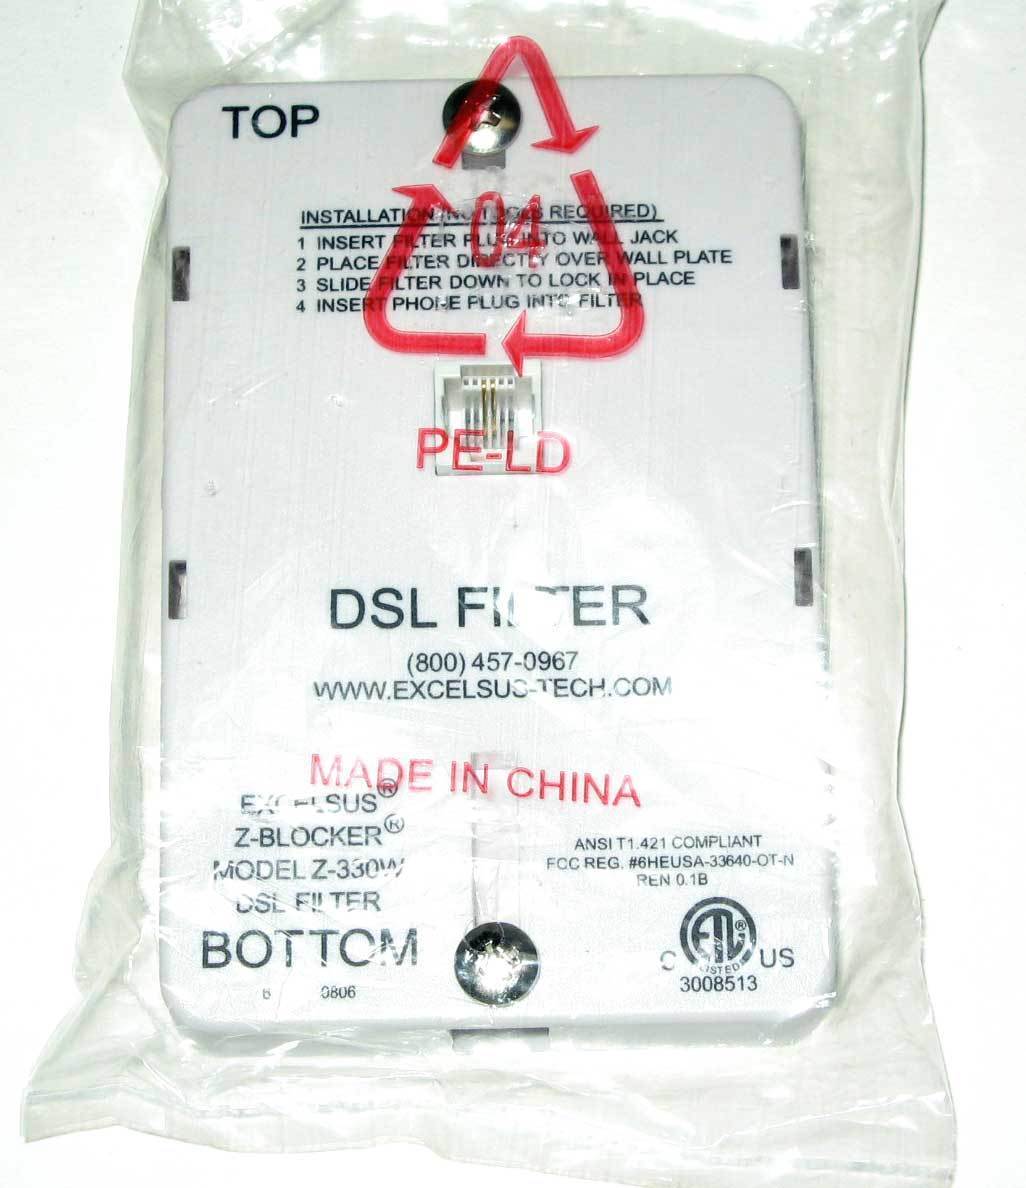 TOP
INSTALLATION (NO TOOLS REQUIRED)
1 INSERT FILTER PLUG INTO WALL JACK
2 PLACE FILTER DIRECTLY OVER WALL PLATE
3 SLIDE FILTER DOWN TO LOCK IN PLACE
4 INSERT PHONE PLUG INTO FILTER
04
PE-LD
DSL FILTER
(800) 457-0967
WWW.EXCELSUS-TECH.COM
MADE IN CHINA
EXCELSUS®
Z-BLOCKER®
MODEL Z-330W
DSL FILTER
BOTTOM
0806
ANSI T1.421 COMPLIANT
FCC REG. #6HEUSA-33640-OT-N
REN 0.1B
C ETL ® US
LISTED
3008513